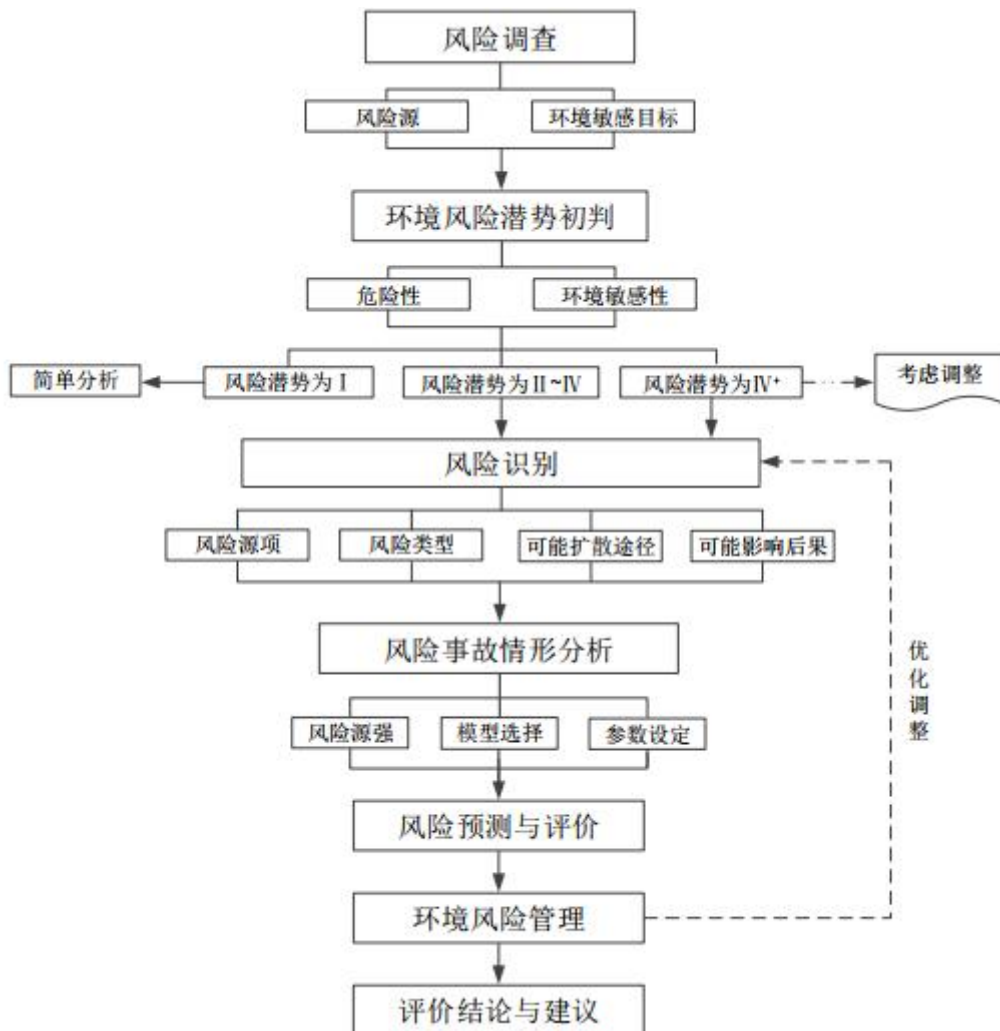 风险调查
风险源
环境敏感目标
环境风险潜势初判
危险性
环境敏感性
简单分析
风险潜势为Ⅰ
风险潜势为Ⅱ~Ⅳ
风险潜势为Ⅳ⁺
考虑调整
风险识别
风险源项
风险类型
可能扩散途径
可能影响后果
风险事故情形分析
优化调整
风险源强
模型选择
参数设定
风险预测与评价
环境风险管理
评价结论与建议